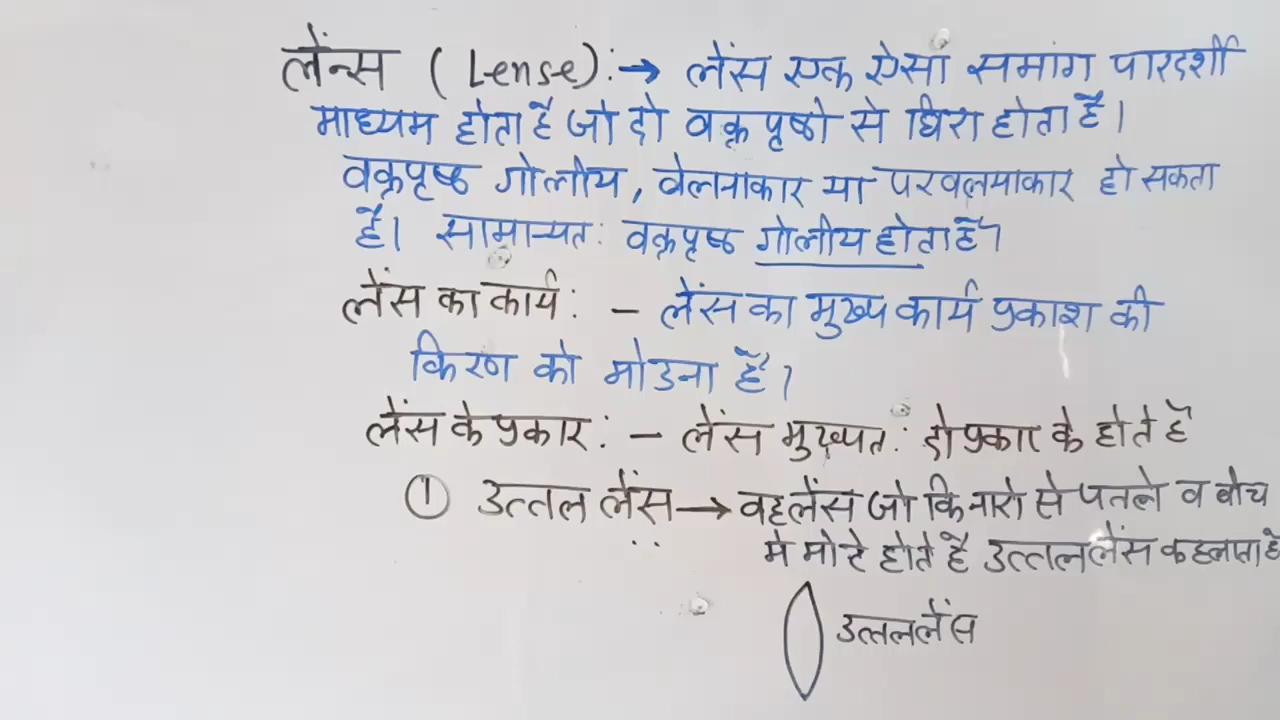 लेन्स (Lense):→ लेंस एक ऐसा समांग पारदर्शी
माध्यम होता है जो दो वक्र पृष्ठो से घिरा होता है।
वक्रपृष्ठ गोलीय, वेलनाकार या परवलयाकार हो सकता
है। सामान्यत: वक्रपृष्ठ गोलीय होता है।
लेंस का कार्य: – लेंस का मुख्य कार्य प्रकाश की
किरण को मोडना है।
लेंस के प्रकार: – लेंस मुख्यत: दो प्रकार के होते है
① उत्तल लेंस → वह लेंस जो किनारो से पतले व बीच
मे मोटे होते है उत्तल लेंस कहलाता है
उत्तल लेंस